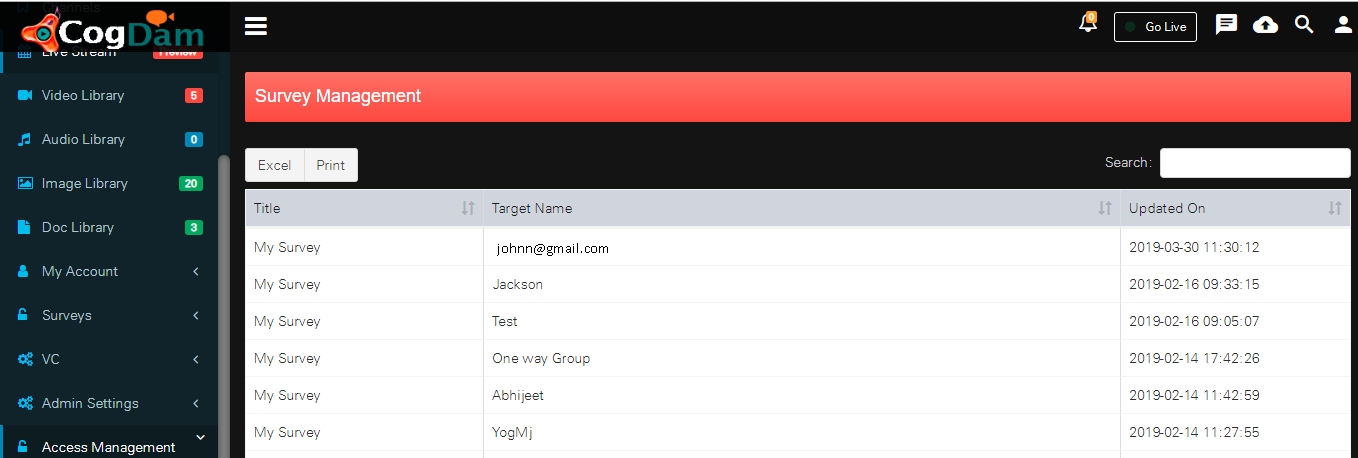 Channels
CogDam
0
Go Live
Live Stream Preview
Video Library 5
Audio Library 0
Image Library 20
Doc Library 3
My Account
Surveys
VC
Admin Settings
Access Management
Survey Management
Excel Print
Search:
Title Target Name Updated On
My Survey johnn@gmail.com 2019-03-30 11:30:12
My Survey Jackson 2019-02-16 09:33:15
My Survey Test 2019-02-16 09:05:07
My Survey One way Group 2019-02-14 17:42:26
My Survey Abhijeet 2019-02-14 11:42:59
My Survey YogMj 2019-02-14 11:27:55